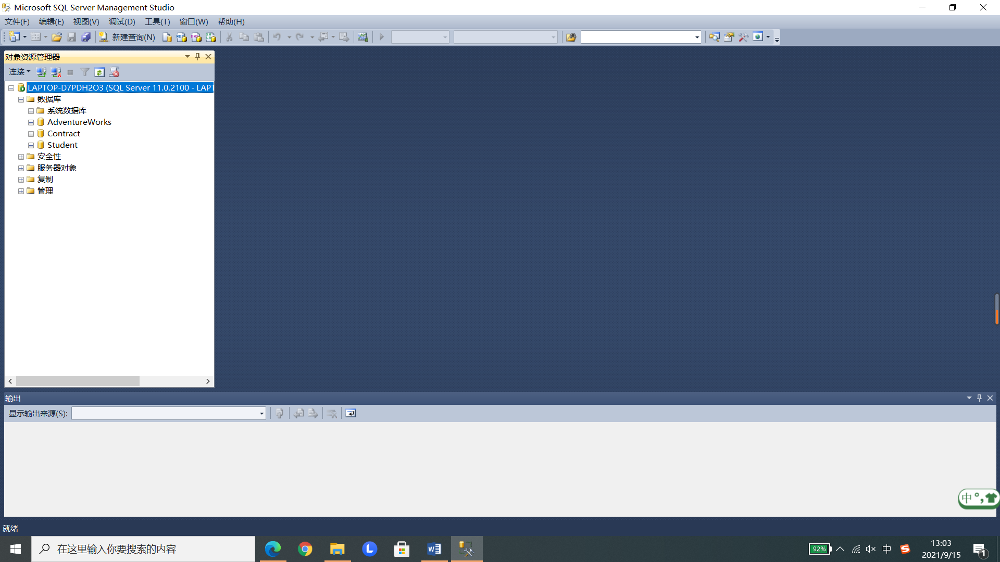 Microsoft SQL Server Management Studio
文件(F) 编辑(E) 视图(V) 调试(D) 工具(T) 窗口(W) 帮助(H)
新建查询(N)
对象资源管理器
连接
LAPTOP-D7PDH2O3 (SQL Server 11.0.2100 - LAPT
数据库
系统数据库
AdventureWorks
Contract
Student
安全性
服务器对象
复制
管理
输出
显示输出来源(S):
中
就绪
在这里输入你要搜索的内容
92%
中
13:03
2021/9/15
1